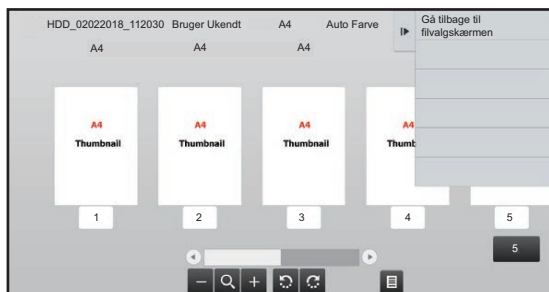 HDD_02022018_112030 Bruger Ukendt A4 Auto Farve
Gå tilbage til
filvalgskærmen
A4 A4 A4
A4 A4 A4 A4
Thumbnail Thumbnail Thumbnail Thumb
1 2 3 4 5
5